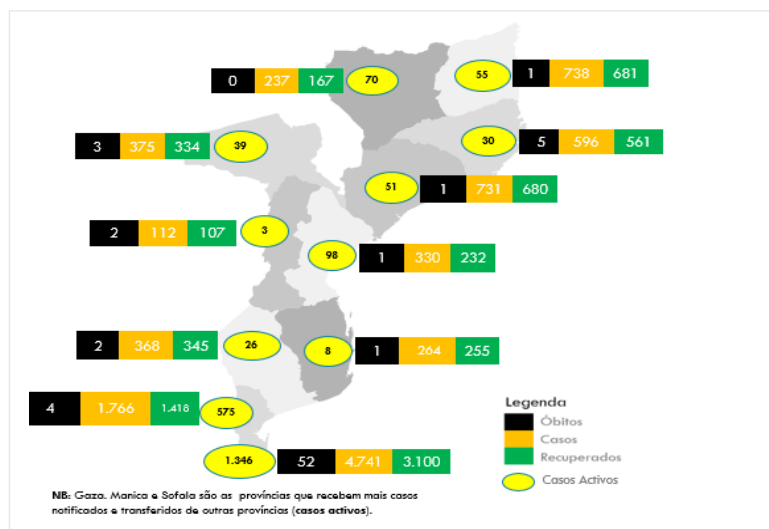 0 237 167 70
55 1 738 681
3 375 334 39
30 5 596 561
51 1 731 680
2 112 107 3
98 1 330 232
2 368 345 26
8 1 264 255
4 1.766 1.418 575
1.346 52 4.741 3.100
Legenda
Óbitos
Casos
Recuperados
Casos Activos
NB: Gaza. Manica e Sofala são as províncias que recebem mais casos
notificados e transferidos de outras províncias (casos activos).